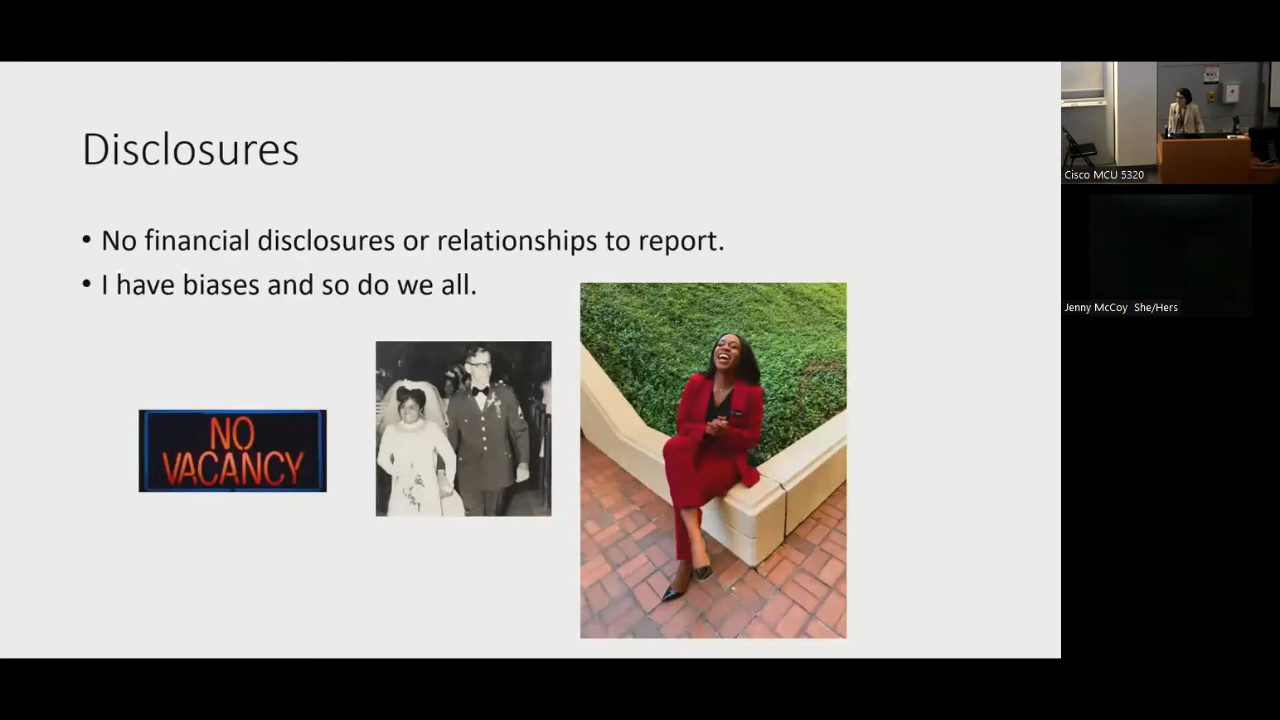 Disclosures
• No financial disclosures or relationships to report.
• I have biases and so do we all.
NO
VACANCY
Cisco MCU 5320
Jenny McCoy She/Hers